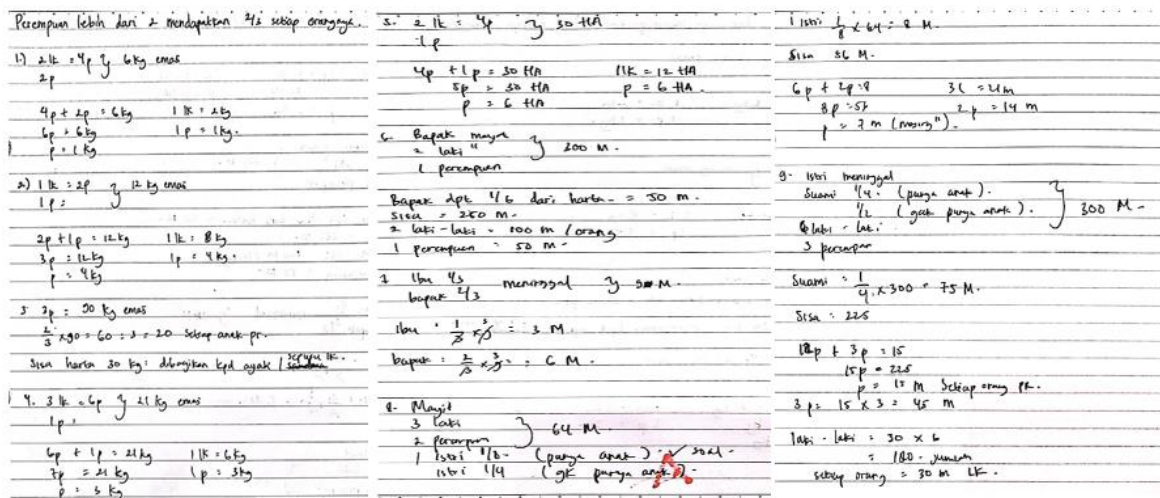 Perempuan lebih dari 2 mendapatkan 2/3 setiap orangnya.
1.) 2 lk = 4p } 6 kg emas
2p
4p + 2p = 6 kg 1 lk = 2 kg
6p = 6 kg 1p = 1 kg.
p = 1 kg
2) 1 lk = 2p } 12 kg emas
1p =
2p + 1p = 12 kg 1 lk = 8 kg
3p = 12 kg 1p = 4 kg.
p = 4 kg
3p = 90 kg emas
2/3 x 90 = 60 : 3 = 20 setiap anak pr.
Sisa harta 30 kg : dibagikan kpd ayah / sepupu lk.
4. 3 lk = 6p } 21 kg emas
1p =
6p + 1p = 21 kg 1 lk = 6 kg
7p = 21 kg 1p = 3 kg
p = 3 kg
5. 2 lk = 4p } 30 HA
1p
4p + 1p = 30 HA 1 lk = 12 HA
5p = 30 HA p = 6 HA.
p = 6 HA
6. Bapak
2 laki "
1 perempuan } 300 M.
Bapak dpt 1/6 dari harta = 50 m.
Sisa = 250 m.
2 laki-laki = 100 m / orang
1 perempuan = 50 m
7. Ibu 1/3 meninggal
bapak 2/3
Ibu = 1/3 x = 3 M
bapak = 2/3 x = 6 M.
8. Mayit
3 laki
2 perempuan } 64 M.
1 istri 1/8 (punya anak) ✓ soal
istri 1/4 (gk punya anak)
1 istri 1/8 x 64 = 8 M.
Sisa 56 M.
6p + 2p =
8p = 2p = 14 m
p = 7 m (masing").
9. Istri meninggal
Suami 1/4 (punya anak).
1/2 (gak punya anak). } 300 M
6 laki - laki
3 perempuan
Suami = 1/4 x 300 = 75 M.
Sisa = 225
12p + 3p = 15
15p = 225
p = 15 m setiap orang PR.
3p = 15 x 3 = 45 m
laki - laki = 30 x 6
= 180 - jumlah
setiap orang = 30 m LK.